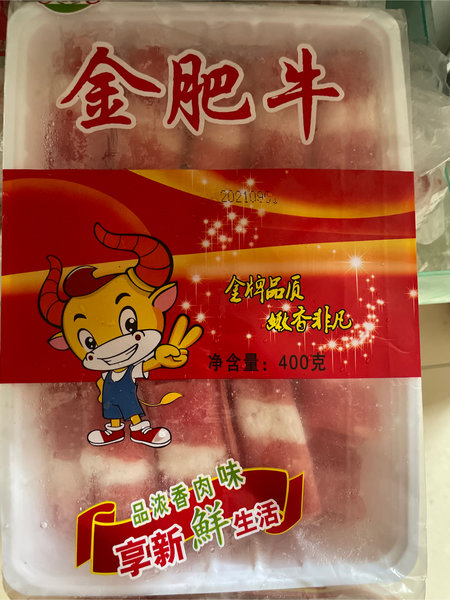 金肥牛
金牌品质
嫩香非凡
净含量：400克
品浓香肉味
享新鲜生活